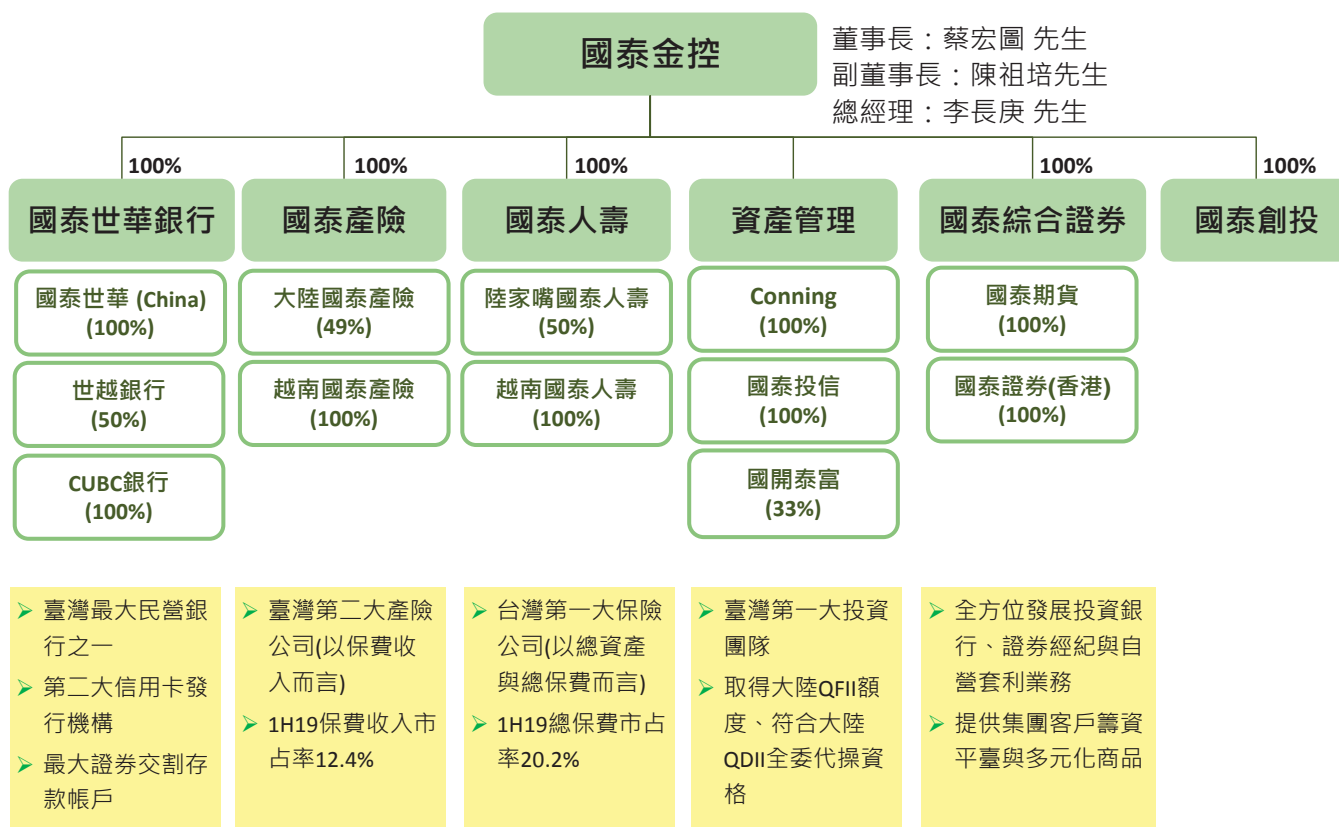 國泰金控
董事長：蔡宏圖 先生
副董事長：陳祖培先生
總經理：李長庚 先生
100%
100%
100%
100%
100%
國泰世華銀行
國泰產險
國泰人壽
資產管理
國泰綜合證券
國泰創投
國泰世華 (China)
(100%)
世越銀行
(50%)
CUBC銀行
(100%)
大陸國泰產險
(49%)
越南國泰產險
(100%)
陸家嘴國泰人壽
(50%)
越南國泰人壽
(100%)
Conning
(100%)
國泰投信
(100%)
國開泰富
(33%)
國泰期貨
(100%)
國泰證券(香港)
(100%)
➢ 臺灣最大民營銀
行之一
➢ 第二大信用卡發
行機構
➢ 最大證券交割存
款帳戶
➢ 臺灣第二大產險
公司(以保費收
入而言)
➢ 1H19保費收入市
占率12.4%
➢ 台灣第一大保險
公司(以總資產
與總保費而言)
➢ 1H19總保費市占
率20.2%
➢ 臺灣第一大投資
團隊
➢ 取得大陸QFII額
度、符合大陸
QDII全委代操資
格
➢ 全方位發展投資銀
行、證券經紀與自
營套利業務
➢ 提供集團客戶籌資
平臺與多元化商品